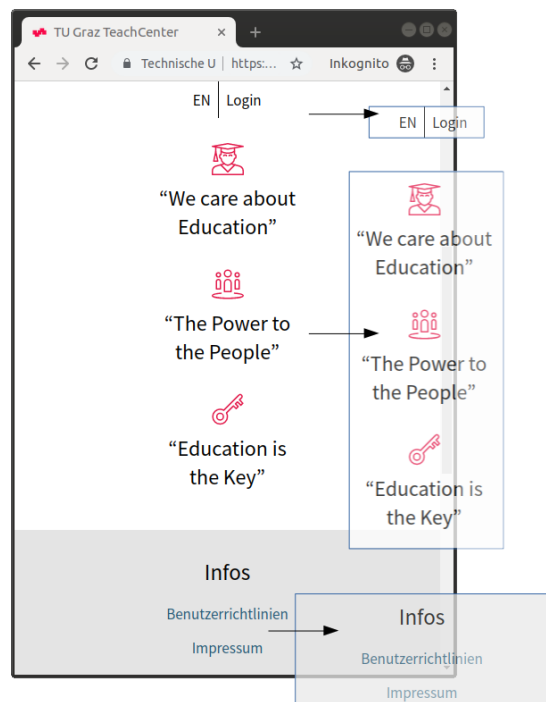 TU Graz TeachCenter
Technische U | https:... Inkognito
EN | Login
EN | Login
“We care about
Education”
“The Power to
the People”
“Education is
the Key”
“We care about
Education”
“The Power to
the People”
“Education is
the Key”
Infos
Benutzerrichtlinien
Impressum
Infos
Benutzerrichtlinien
Impressum